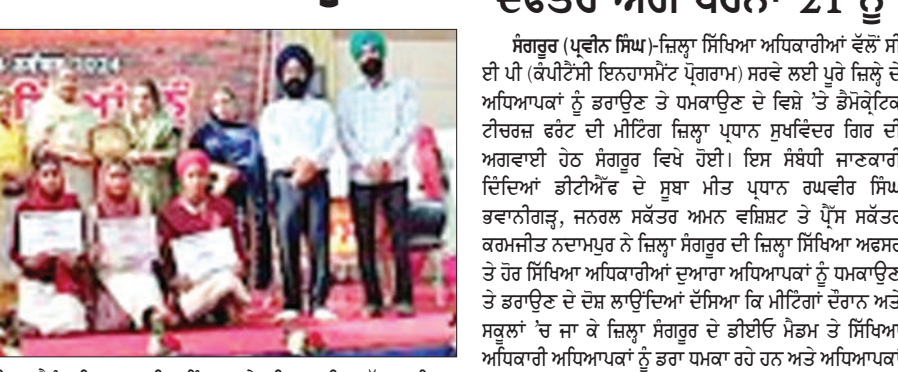 ਦਫਤਰ ਅੱਗੇ ਧਰਨਾ 21 ਨੂੰ
ਸੰਗਰੂਰ (ਪ੍ਰਵੀਨ ਸਿੰਘ)-ਜ਼ਿਲ੍ਹਾ ਸਿੱਖਿਆ ਅਧਿਕਾਰੀਆਂ ਵੱਲੋਂ ਸੀ
ਈ ਪੀ (ਕੰਪੀਟੈਂਸੀ ਇਨਹਾਸਮੈਂਟ ਪ੍ਰੋਗਰਾਮ) ਸਰਵੇ ਲਈ ਪੂਰੇ ਜ਼ਿਲ੍ਹੇ ਦੇ
ਅਧਿਆਪਕਾਂ ਨੂੰ ਡਰਾਉਣ ਤੇ ਧਮਕਾਉਣ ਦੇ ਵਿਸ਼ੇ 'ਤੇ ਡੈਮੋਕ੍ਰੇਟਿਕ
ਟੀਚਰਜ਼ ਫਰੰਟ ਦੀ ਮੀਟਿੰਗ ਜ਼ਿਲ੍ਹਾ ਪ੍ਰਧਾਨ ਸੁਖਵਿੰਦਰ ਗਿਰ ਦੀ
ਅਗਵਾਈ ਹੇਠ ਸੰਗਰੂਰ ਵਿਖੇ ਹੋਈ। ਇਸ ਸੰਬੰਧੀ ਜਾਣਕਾਰੀ
ਦਿੰਦਿਆਂ ਡੀਟੀਐੱਫ ਦੇ ਸੂਬਾ ਮੀਤ ਪ੍ਰਧਾਨ ਰਘਵੀਰ ਸਿੰਘ
ਭਵਾਨੀਗੜ੍ਹ, ਜਨਰਲ ਸਕੱਤਰ ਅਮਨ ਵਸ਼ਿਸ਼ਟ ਤੇ ਪ੍ਰੈੱਸ ਸਕੱਤਰ
ਕਰਮਜੀਤ ਨਦਾਮਪੁਰ ਨੇ ਜ਼ਿਲ੍ਹਾ ਸੰਗਰੂਰ ਦੀ ਜ਼ਿਲ੍ਹਾ ਸਿੱਖਿਆ ਅਫਸਰ
ਤੇ ਹੋਰ ਸਿੱਖਿਆ ਅਧਿਕਾਰੀਆਂ ਦੁਆਰਾ ਅਧਿਆਪਕਾਂ ਨੂੰ ਧਮਕਾਉਣ
ਤੇ ਡਰਾਉਣ ਦੇ ਦੋਸ਼ ਲਾਉਂਦਿਆਂ ਦੱਸਿਆ ਕਿ ਮੀਟਿੰਗਾਂ ਦੌਰਾਨ ਅਤੇ
ਸਕੂਲਾਂ 'ਚ ਜਾ ਕੇ ਜ਼ਿਲ੍ਹਾ ਸੰਗਰੂਰ ਦੇ ਡੀਈਓ ਮੈਡਮ ਤੇ ਸਿੱਖਿਆ
ਅਧਿਕਾਰੀ ਅਧਿਆਪਕਾਂ ਨੂੰ ਡਰਾ ਧਮਕਾ ਰਹੇ ਹਨ ਅਤੇ ਅਧਿਆਪਕਾਂ